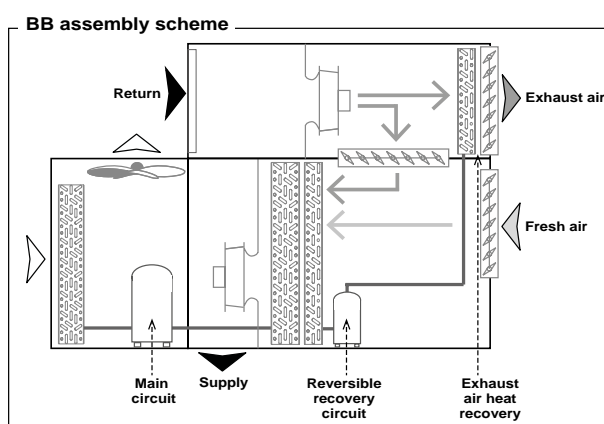 BB assembly scheme
Return
Exhaust air
Fresh air
Main
circuit
Supply
Reversible
recovery
circuit
Exhaust
air heat
recovery